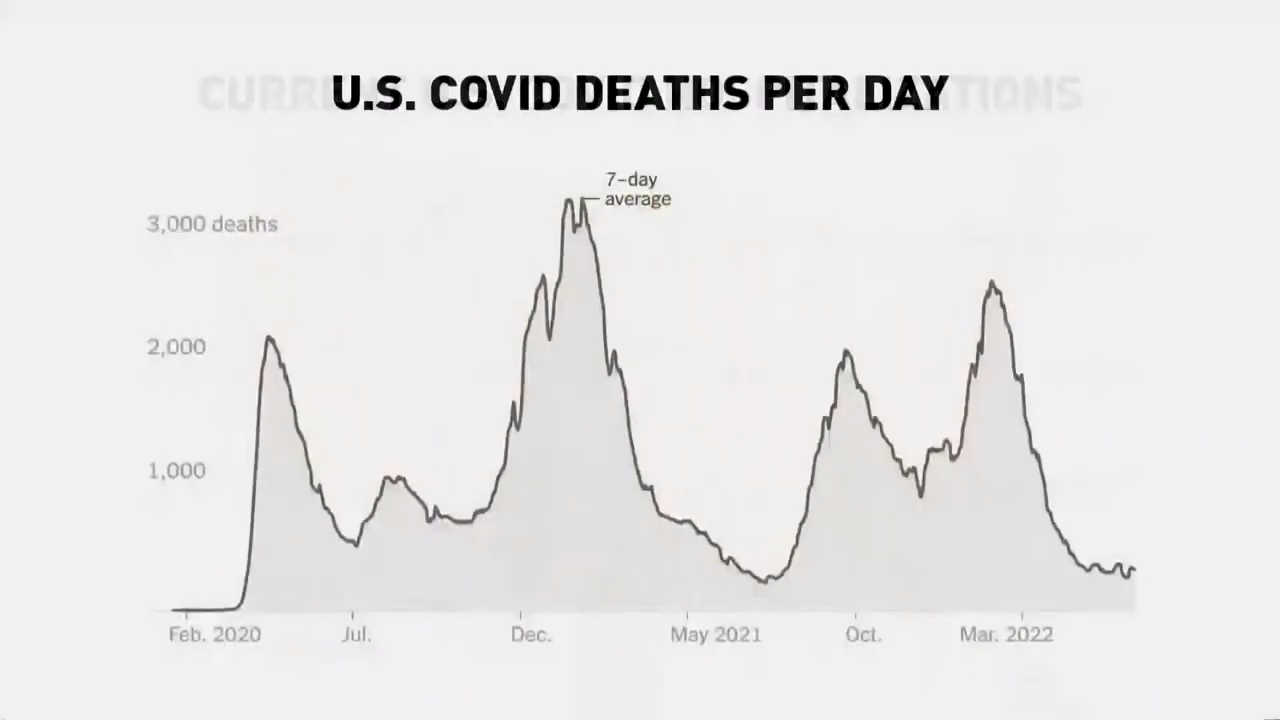 U.S. COVID DEATHS PER DAY
7-day
average
3,000 deaths
2,000
1,000
Feb. 2020 Jul. Dec. May 2021 Oct. Mar. 2022